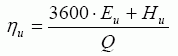 η_u = (3600 · E_u + H_u) / Q